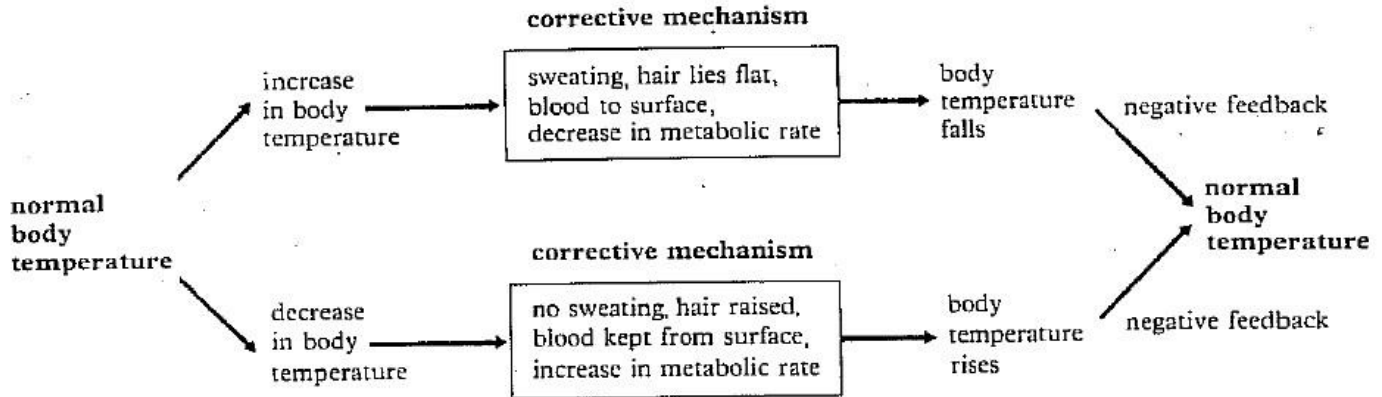 corrective mechanism
increase
in body
temperature
sweating, hair lies flat,
blood to surface,
decrease in metabolic rate
body
temperature
falls
negative feedback
normal
body
temperature
normal
body
temperature
corrective mechanism
decrease
in body
temperature
no sweating, hair raised,
blood kept from surface,
increase in metabolic rate
body
temperature
rises
negative feedback